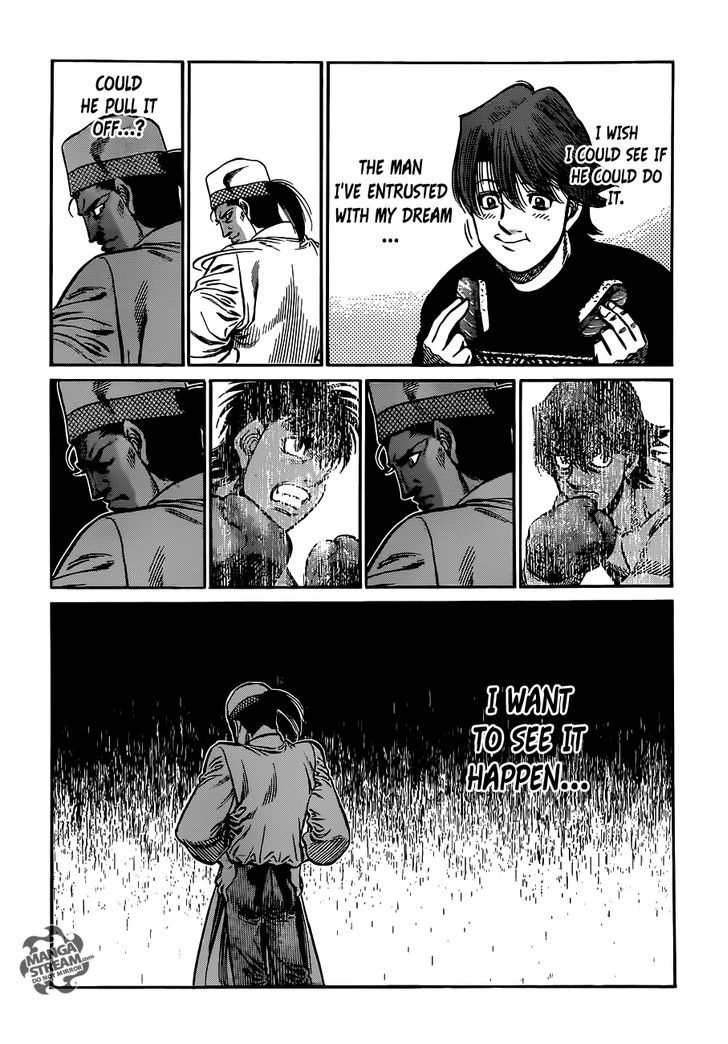 I WISH
I COULD SEE IF
HE COULD DO
IT.
THE MAN
I'VE ENTRUSTED
WITH MY DREAM
...
COULD
HE PULL IT
OFF...?
I WANT
TO SEE IT
HAPPEN...
MANGA
STREAM.com
DO NOT MIRROR